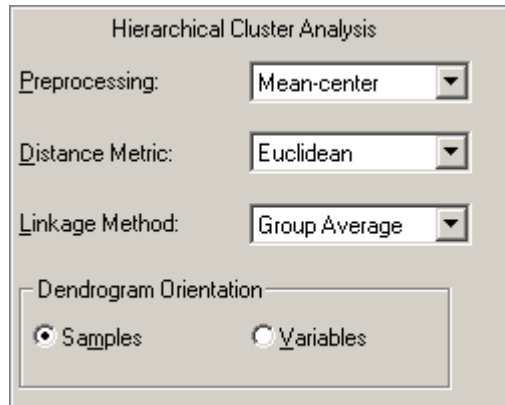 Hierarchical Cluster Analysis
Preprocessing: Mean-center
Distance Metric: Euclidean
Linkage Method: Group Average
Dendrogram Orientation
Samples Variables